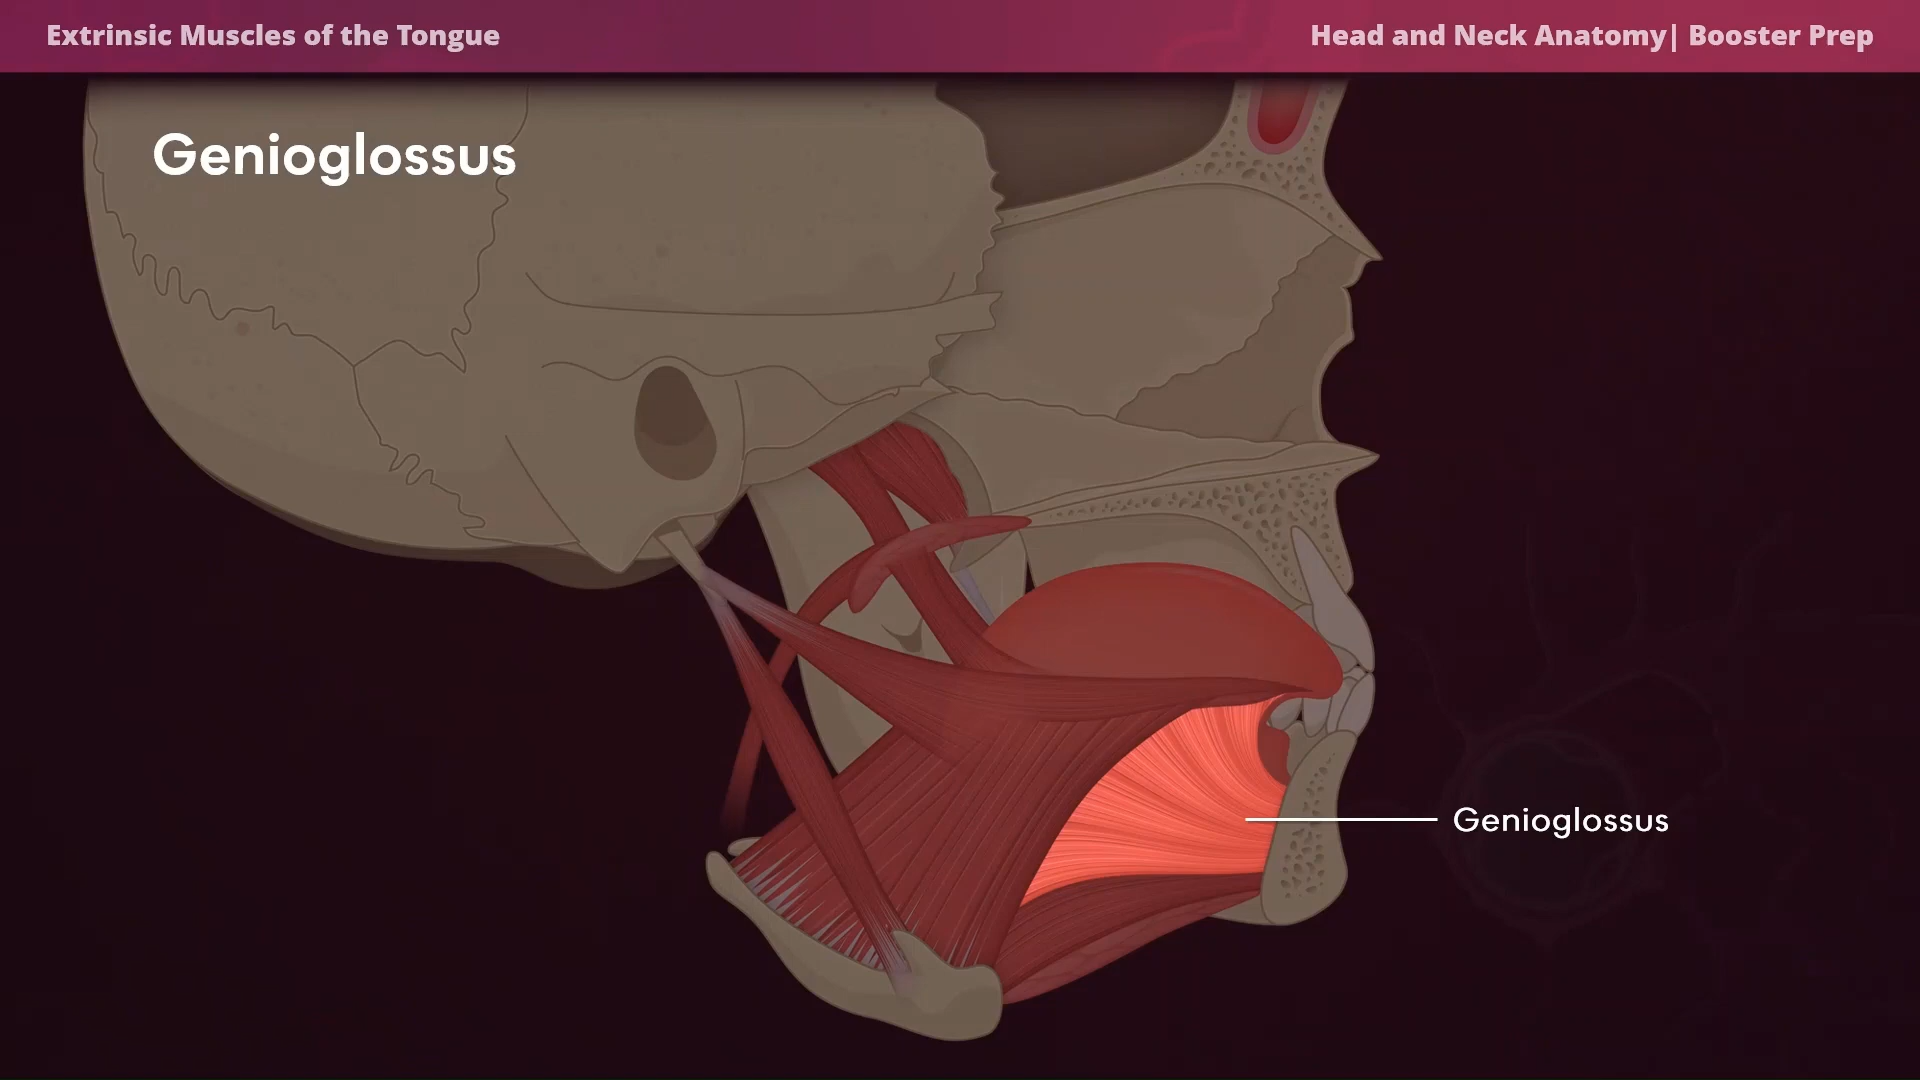 Extrinsic Muscles of the Tongue
Head and Neck Anatomy| Booster Prep
Genioglossus
Genioglossus